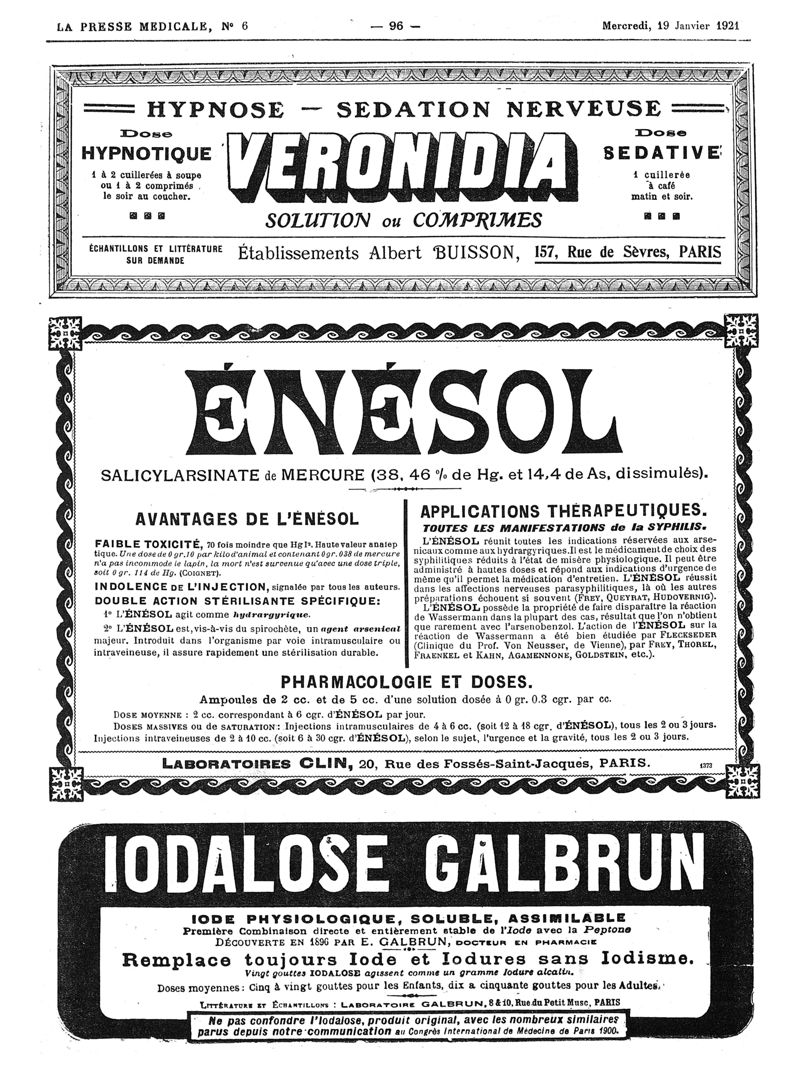 LA PRESSE MEDICALE, Nº 6 — 96 — Mercredi, 19 Janvier 1921
HYPNOSE — SEDATION NERVEUSE
Dose
HYPNOTIQUE
1 à 2 cuillerées à soupe
ou 1 à 2 comprimés
le soir au coucher.
VERONIDIA
SOLUTION ou COMPRIMES
Dose
SEDATIVE
1 cuillerée
à café
matin et soir.
ÉCHANTILLONS ET LITTÉRATURE
SUR DEMANDE
Établissements Albert BUISSON, 157, Rue de Sèvres, PARIS
ÉNÉSOL
SALICYLARSINATE de MERCURE (38, 46 % de Hg. et 14,4 de As, dissimulés).
AVANTAGES DE L'ÉNÉSOL
FAIBLE TOXICITÉ, 70 fois moindre que HgI². Haute valeur analep
tique. Une dose de 0 gr. 10 par kilo d'animal et contenant 0 gr. 038 de mercure
n'a pas incommode le lapin, la mort n'est survenue qu'avec une dose triple,
soit 0 gr. 114 de Hg. (COIGNET).
INDOLENCE DE L'INJECTION, signalée par tous les auteurs.
DOUBLE ACTION STÉRILISANTE SPÉCIFIQUE:
1º L'ÉNÉSOL agit comme hydrargyrique.
2º L'ÉNÉSOL est, vis-à-vis du spirochète, un agent arsenical
majeur. Introduit dans l'organisme par voie intramusculaire ou
intraveineuse, il assure rapidement une stérilisation durable.
APPLICATIONS THÉRAPEUTIQUES.
TOUTES LES MANIFESTATIONS de la SYPHILIS.
L'ÉNÉSOL réunit toutes les indications réservées aux arse-
nicaux comme aux hydrargyriques. Il est le médicament de choix des
syphilitiques réduits à l'état de misère physiologique. Il peut être
administré à hautes doses et répond aux indications d'urgence de
même qu'il permet la médication d'entretien. L'ÉNÉSOL réussit
dans les affections nerveuses parasyphilitiques, là où les autres
préparations échouent si souvent (FREY, QUEYRAT, HUDOVERNIG).
L'ÉNÉSOL possède la propriété de faire disparaître la réaction
de Wassermann dans la plupart des cas, résultat que l'on n'obtient
que rarement avec l'arsenobenzol. L'action de l'ÉNÉSOL sur la
réaction de Wassermann a été bien étudiée par FLECKSEDER
(Clinique du Prof. Von Neusser, de Vienne), par FREY, THOREL,
FRAENKEL et KAHN, AGAMENNONE, GOLDSTEIN, etc.).
PHARMACOLOGIE ET DOSES.
Ampoules de 2 cc. et de 5 cc. d'une solution dosée à 0 gr. 0.3 cgr. par cc.
DOSE MOYENNE : 2 cc. correspondant à 6 cgr. d'ÉNÉSOL par jour.
DOSES MASSIVES OU DE SATURATION : Injections intramusculaires de 4 à 6 cc. (soit 12 à 18 cgr, d'ÉNÉSOL), tous les 2 ou 3 jours.
Injections intraveineuses de 2 à 10 cc. (soit 6 à 30 cgr. d'ÉNÉSOL), selon le sujet, l'urgence et la gravité, tous les 2 ou 3 jours.
LABORATOIRES CLIN, 20, Rue des Fossés-Saint-Jacques, PARIS. 1373
IODALOSE GALBRUN
IODE PHYSIOLOGIQUE, SOLUBLE, ASSIMILABLE
Première Combinaison directe et entièrement stable de l'Iode avec la Peptone
DÉCOUVERTE EN 1896 PAR E. GALBRUN, DOCTEUR EN PHARMACIE
Remplace toujours Iode et Iodures sans Iodisme.
Vingt gouttes IODALOSE agissent comme un gramme Iodure alcalin.
Doses moyennes : Cinq à vingt gouttes pour les Enfants, dix a cinquante gouttes pour les Adultes.
LITTÉRATURE ET ÉCHANTILLONS : LABORATOIRE GALBRUN, 8 & 10, Rue du Petit Musc, PARIS
Ne pas confondre l'Iodalose, produit original, avec les nombreux similaires
parus depuis notre communication au Congrès International de Médecine de Paris 1900.